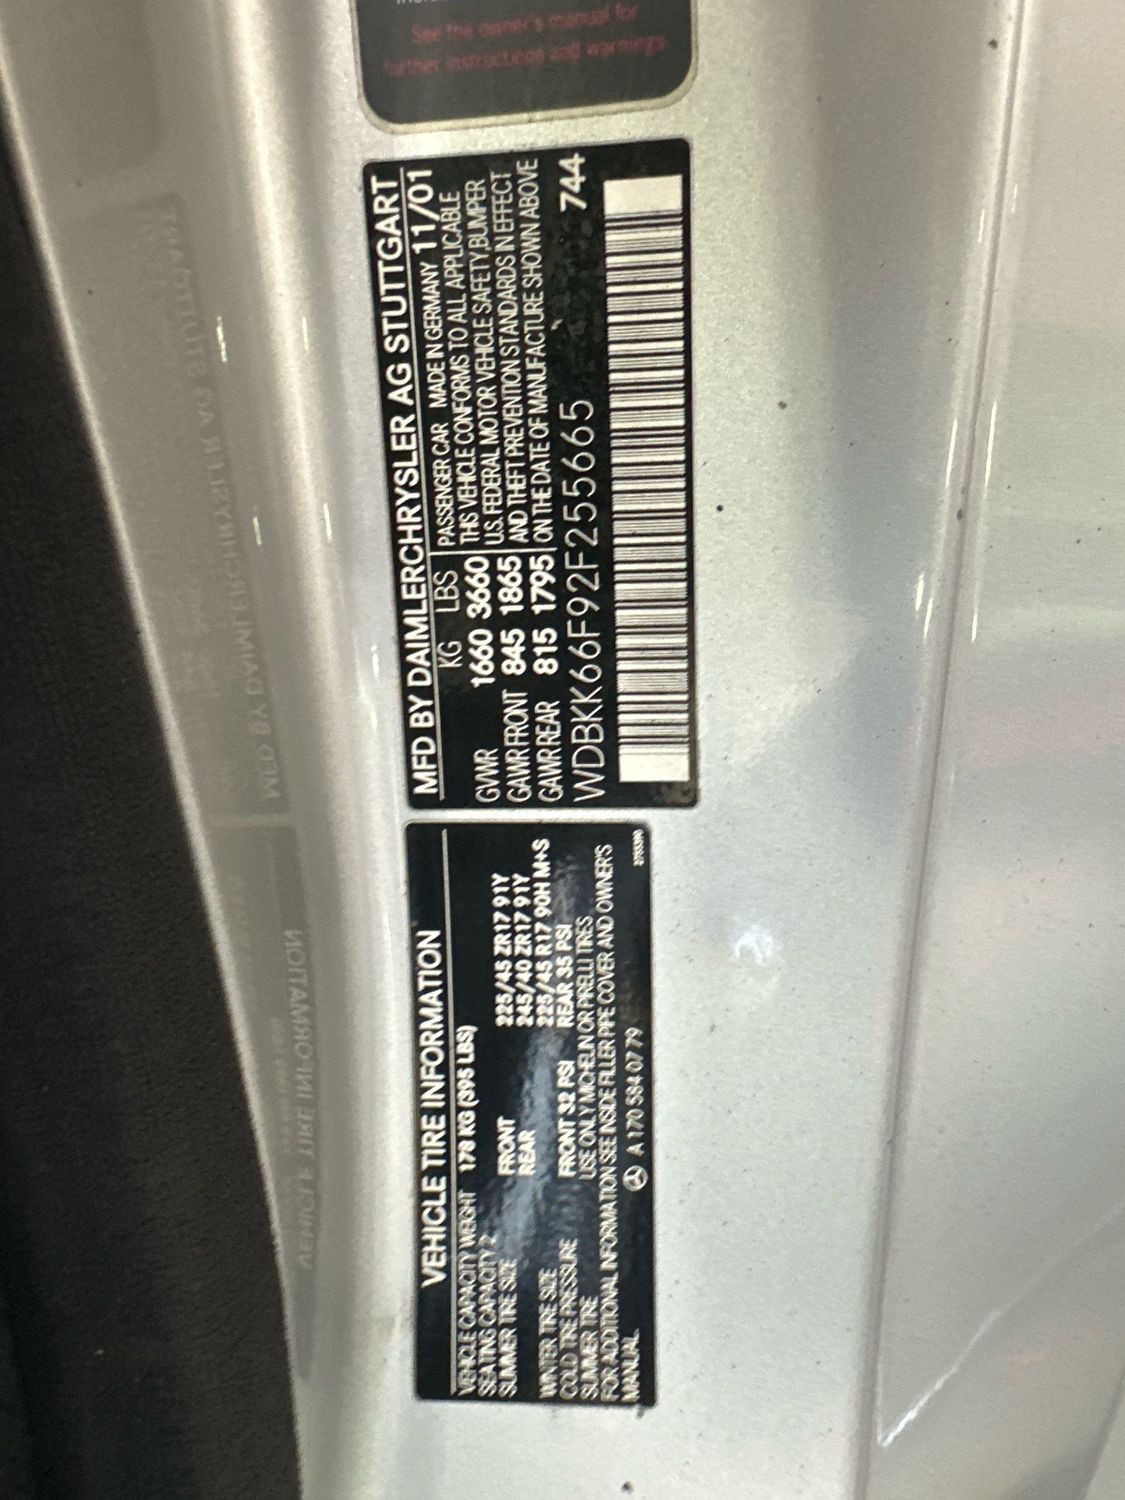 See the owner's manual for
further instructions and warnings.
MFD BY DAIMLERCHRYSLER AG STUTTGART
KG LBS PASSENGER CAR MADE IN GERMANY 11/01
GVWR 1660 3660 THIS VEHICLE CONFORMS TO ALL APPLICABLE
U.S. FEDERAL MOTOR VEHICLE SAFETY,BUMPER
GAWR FRONT 845 1865 AND THEFT PREVENTION STANDARDS IN EFFECT
GAWR REAR 815 1795 ON THE DATE OF MANUFACTURE SHOWN ABOVE
WDBKK66F92F255665 744
VEHICLE TIRE INFORMATION
VEHICLE CAPACITY WEIGHT 178 KG (395 LBS)
SEATING CAPACITY 2
SUMMER TIRE SIZE FRONT 225/45 ZR17 91Y
REAR 245/40 ZR17 91Y
WINTER TIRE SIZE 225/45 R17 90H M+S
COLD TIRE PRESSURE FRONT 32 PSI REAR 35 PSI
SUMMER TIRE USE ONLY MICHELIN OR PIRELLI TIRES
FOR ADDITIONAL INFORMATION SEE INSIDE FILLER PIPE COVER AND OWNER'S
MANUAL. A 170 584 07 79